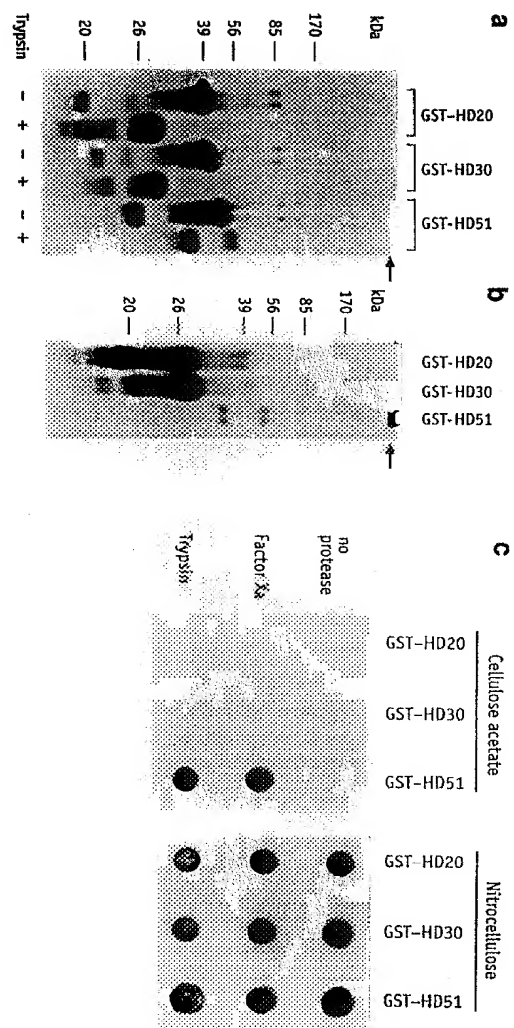 a
kDa
170
85
56
39
26
20
Trypsin
GST-HD20
GST-HD30
GST-HD51
-
+
-
+
-
+
b
kDa
170
85
56
39
26
20
GST-HD20
GST-HD30
GST-HD51
c
Cellulose acetate
Nitrocellulose
GST-HD20
GST-HD30
GST-HD51
GST-HD20
GST-HD30
GST-HD51
no
protease
Factor Xa
Trypsin